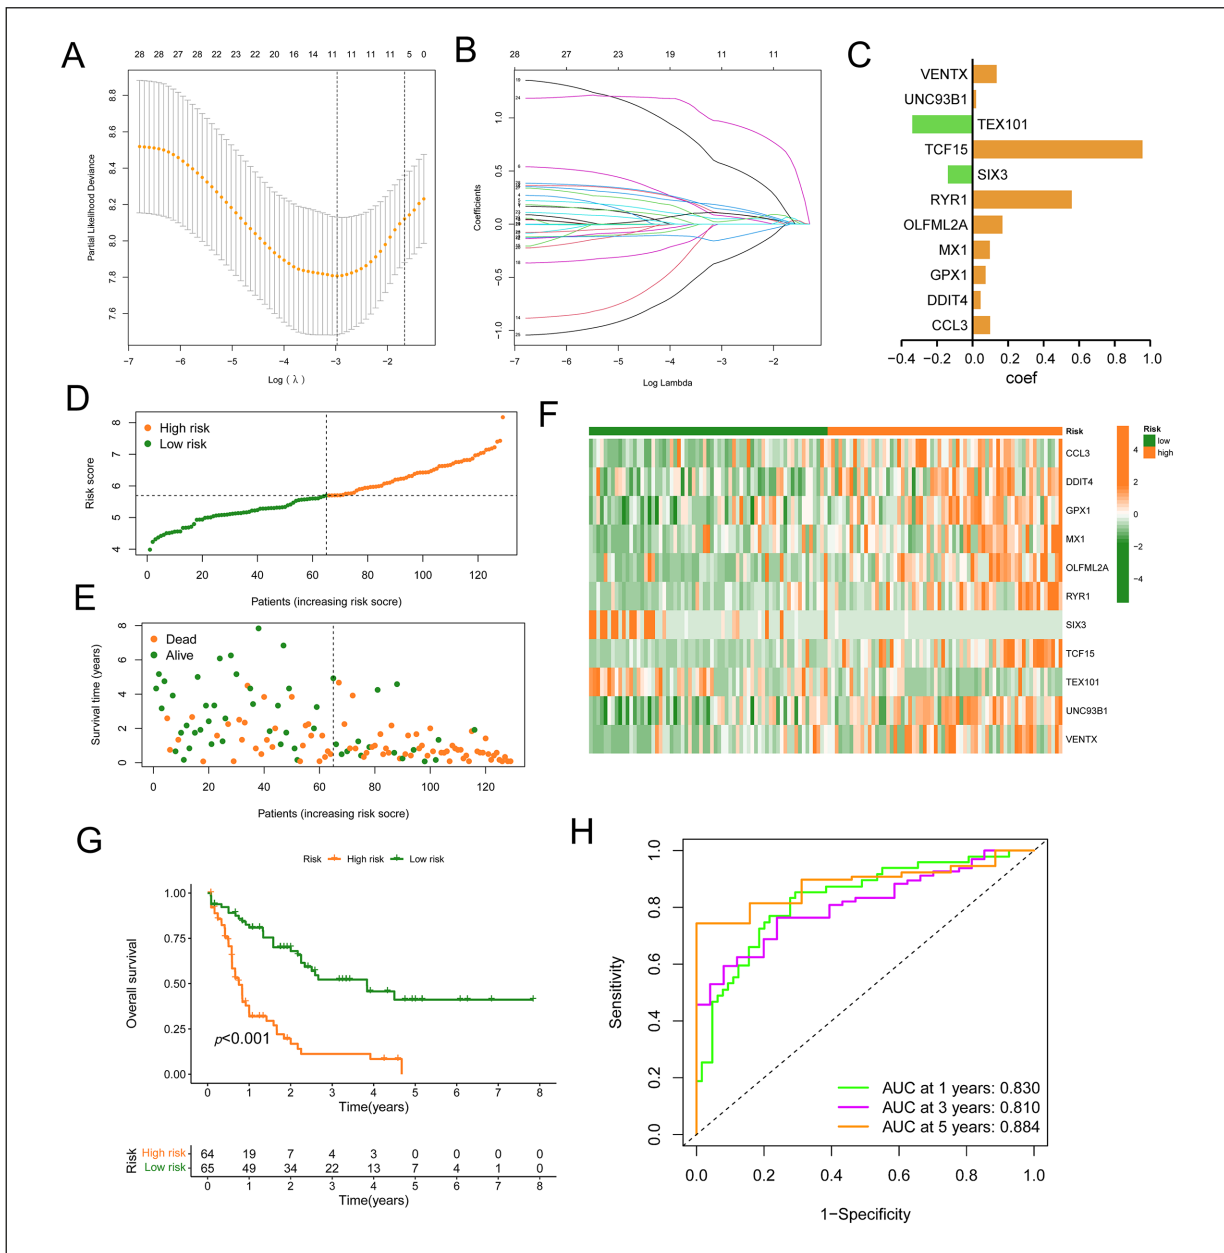 A
28 28 27 28 22 23 22 20 16 14 11 11 11 11 5 0
8.8
8.6
8.4
8.2
8.0
7.8
7.6
Partial Likelihood Deviance
−7 −6 −5 −4 −3 −2
Log (λ)
B
28 27 23 19 11 11
1.0
0.5
0.0
−0.5
−1.0
Coefficients
19
24
14
−6 −5 −4 −3 −2
Log Lambda
C
VENTX
UNC93B1
TEX101
TCF15
SIX3
RYR1
OLFML2A
MX1
GPX1
DDIT4
CCL3
−0.4 −0.2 0.0 0.2 0.4 0.6 0.8 1.0
coef
D
High risk
Low risk
8
7
6
5
4
Risk score
0 20 40 60 80 100 120
Patients (increasing risk socre)
E
Dead
Alive
8
6
4
2
0
Survival time (years)
0 20 40 60 80 100 120
Patients (increasing risk socre)
F
Risk
CCL3
DDIT4
GPX1
MX1
OLFML2A
RYR1
SIX3
TCF15
TEX101
UNC93B1
VENTX
4
2
0
−2
−4
Risk
low
high
G
Risk High risk Low risk
1.00
0.75
0.50
0.25
0.00
Overall survival
p<0.001
0 1 2 3 4 5 6 7 8
Time(years)
Risk
High risk 64 19 7 4 3 0 0 0 0
Low risk 65 49 34 22 13 7 4 1 0
0 1 2 3 4 5 6 7 8
Time(years)
H
1.0
0.8
0.6
0.4
0.2
0.0
Sensitivity
AUC at 1 years: 0.830
AUC at 3 years: 0.810
AUC at 5 years: 0.884
0.0 0.2 0.4 0.6 0.8 1.0
1−Specificity